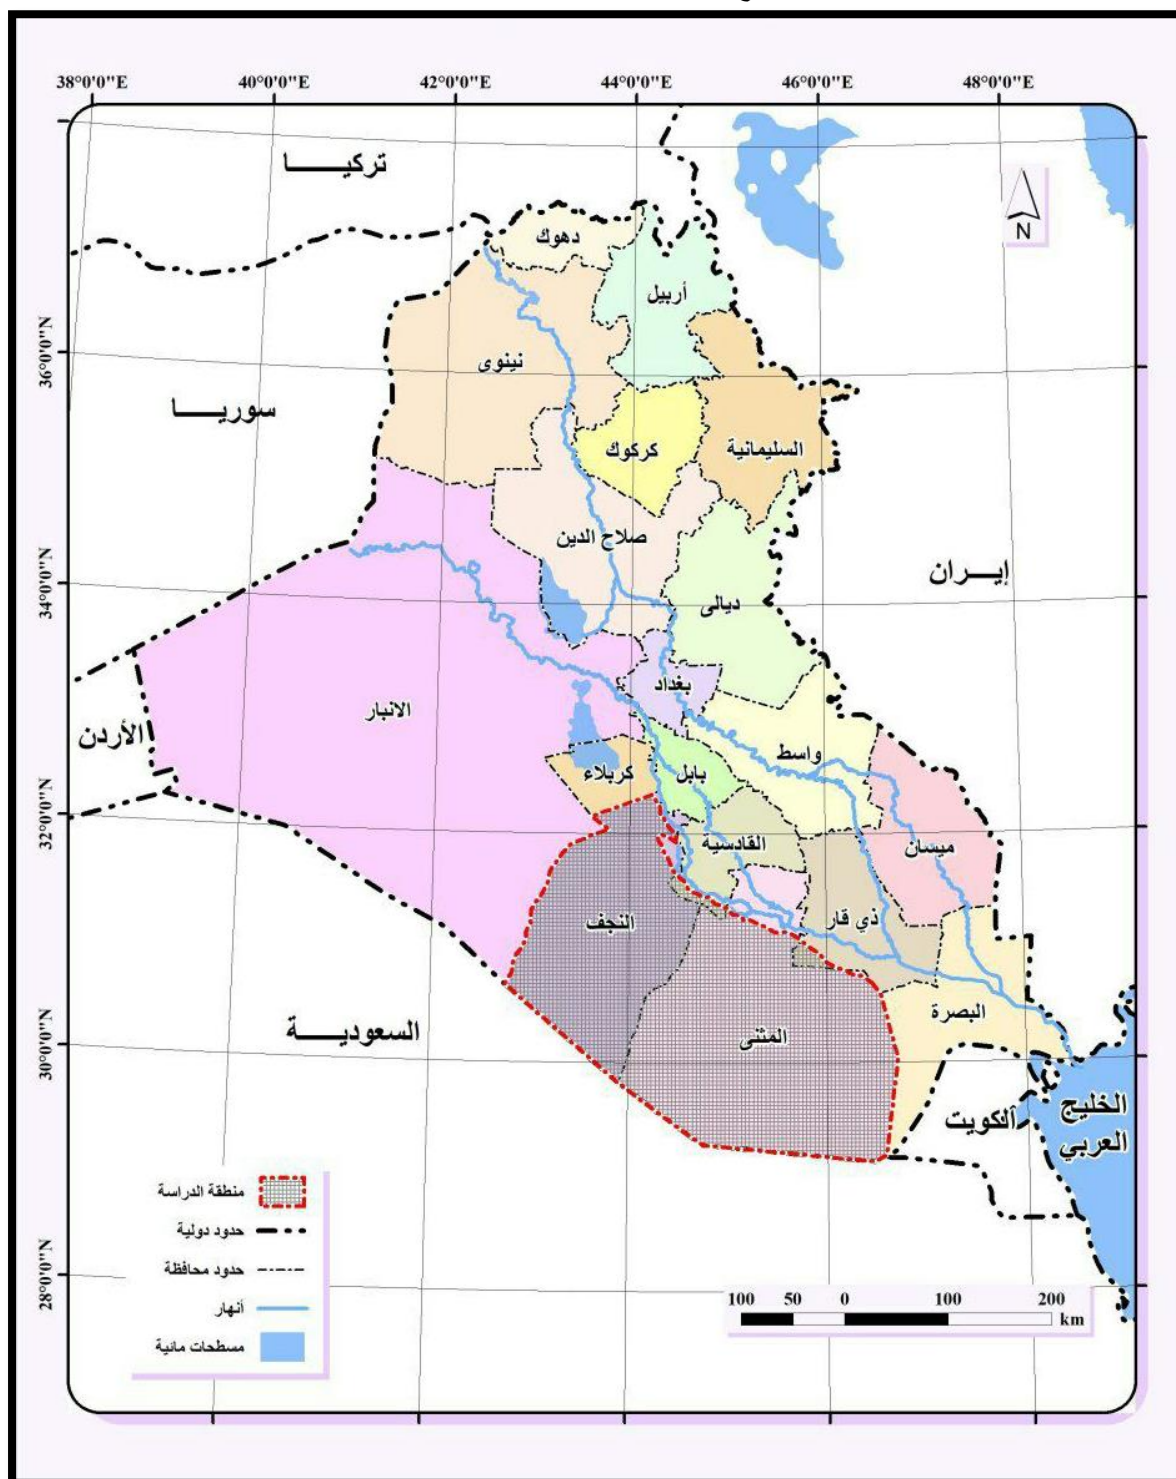 38°0'0"E 40°0'0"E 42°0'0"E 44°0'0"E 46°0'0"E 48°0'0"E
تركيـــــا
N
دهوك
أربيل
36°0'0"N
نينوى
سوريـــــا
كركوك
السليمانية
صلاح الدين
إيـــران
34°0'0"N
ديالى
بغداد
الانبار
الأردن
واسط
كربلاء
بابل
32°0'0"N
القادسية
ميسان
النجف
ذي قار
البصرة
السعوديـــــة
المثنى
30°0'0"N
الكويت
الخليج
العربي
منطقة الدراسة
حدود دولية
حدود محافظة
أنهار
مسطحات مائية
28°0'0"N
100 50 0 100 200
km